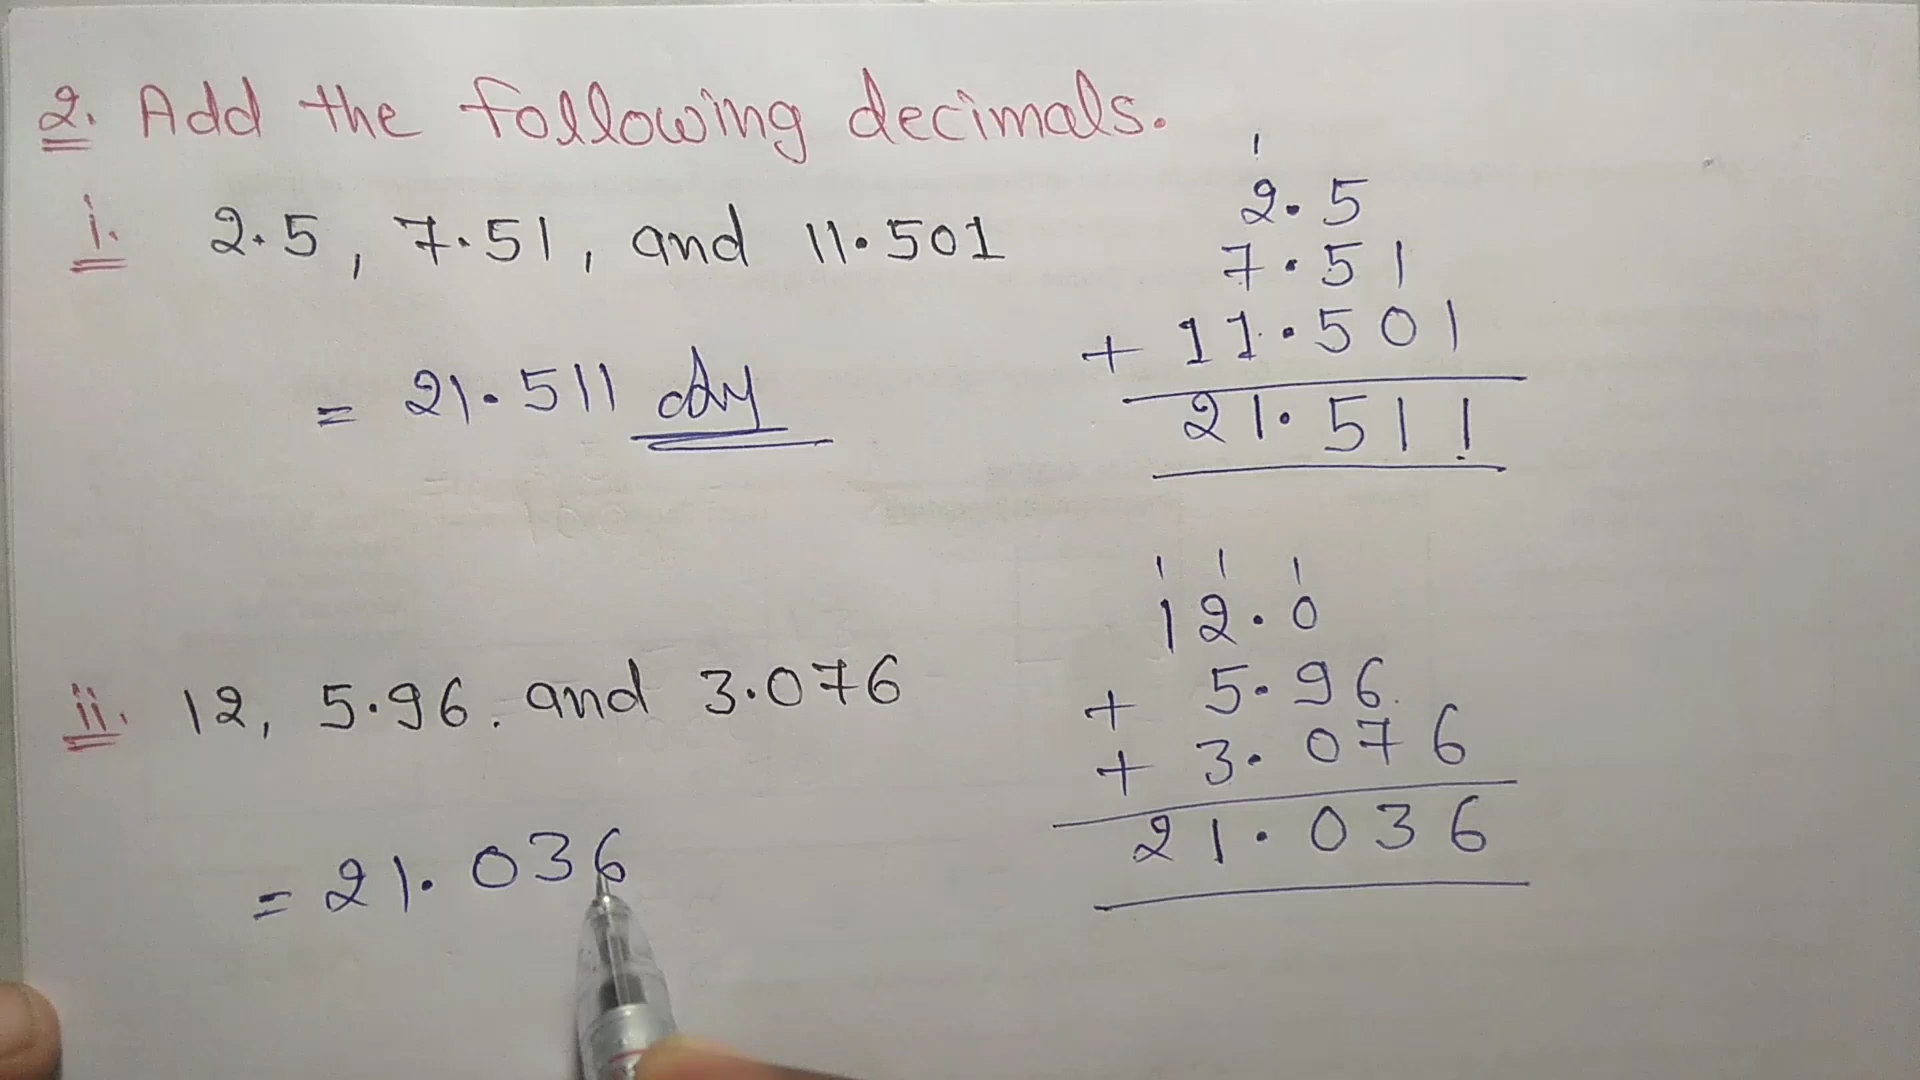 2. Add the following decimals.
i. 2.5, 7.51, and 11.501
= 21.511
1
2.5
7.51
+ 11.501
21.511
ii. 12, 5.96. and 3.076
= 21.036
1 1 1
12.0
+ 5.96
+ 3.076
21.036